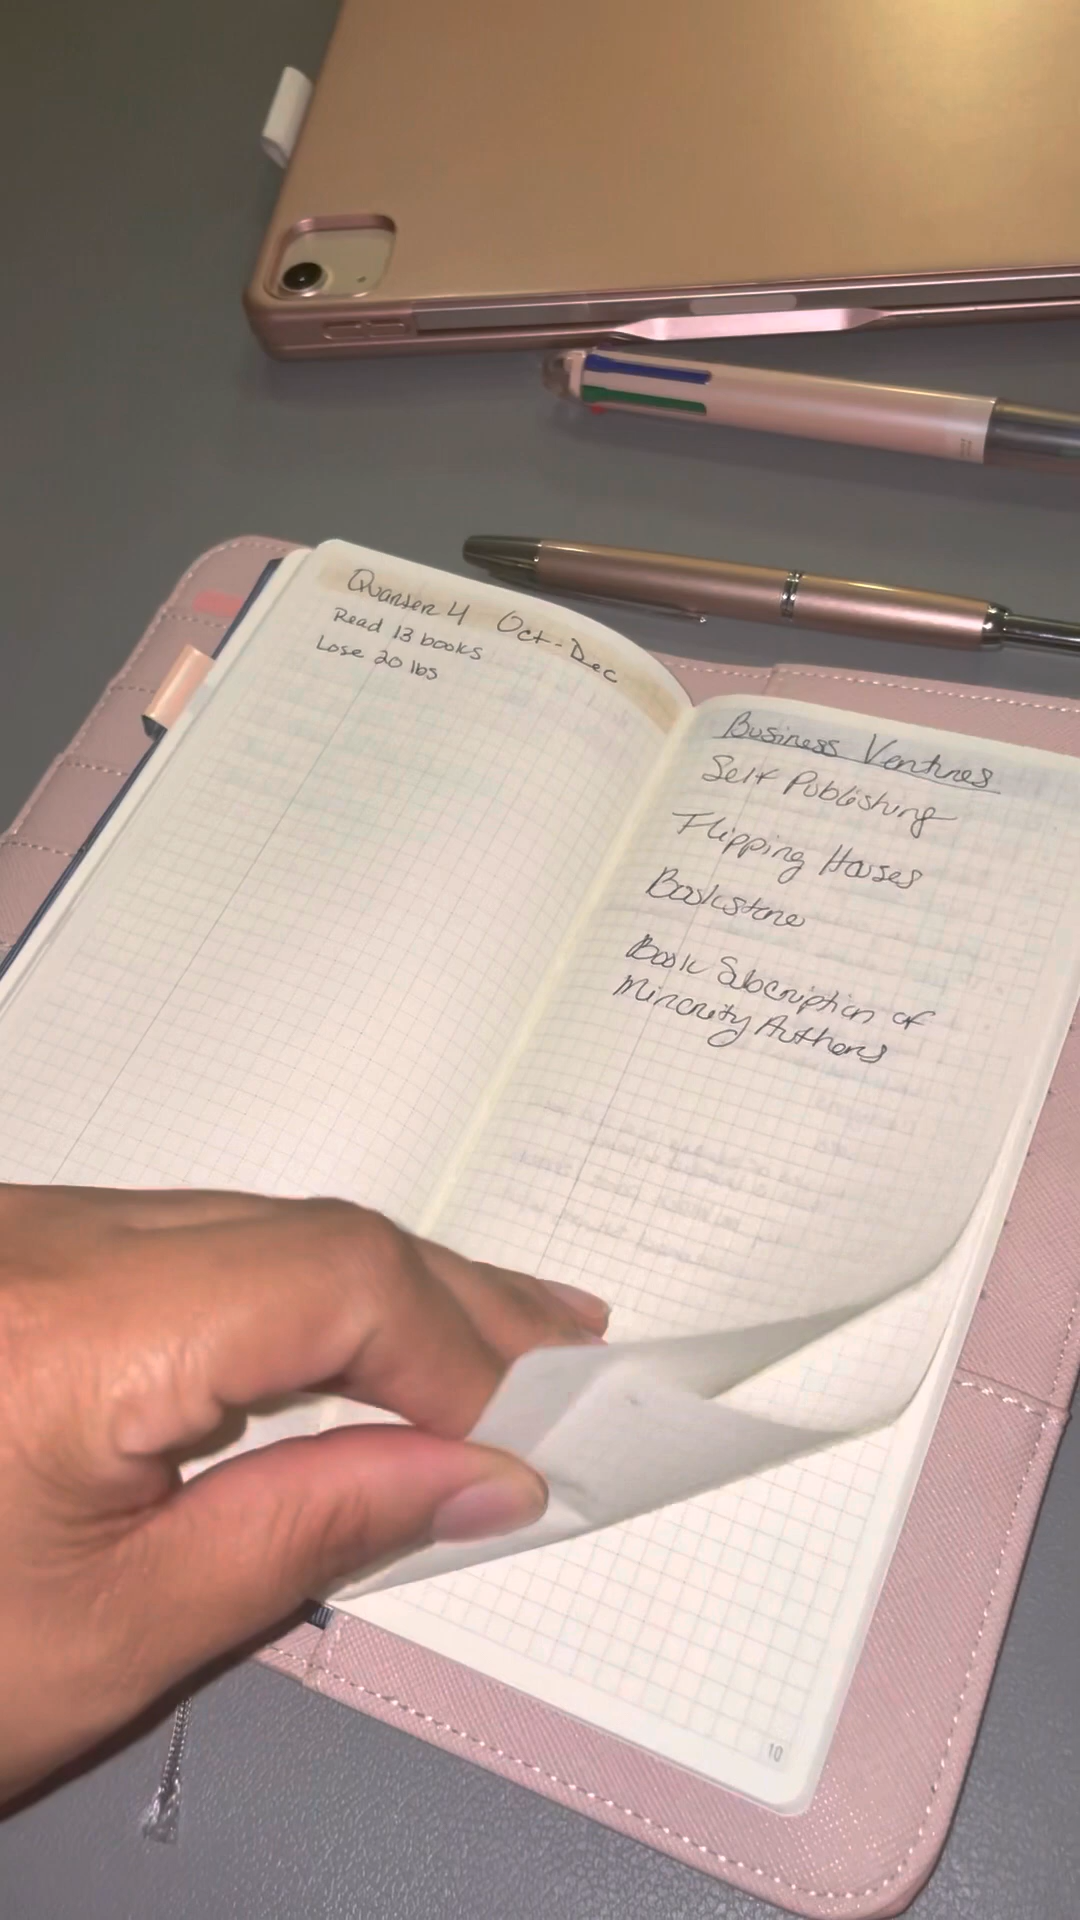 Quarter 4 Oct-Dec
Read 13 books
Lose 20 lbs
Business Ventures
Self Publishing
Flipping Houses
Bookstore
Book Subcription of
Minority Authors
10